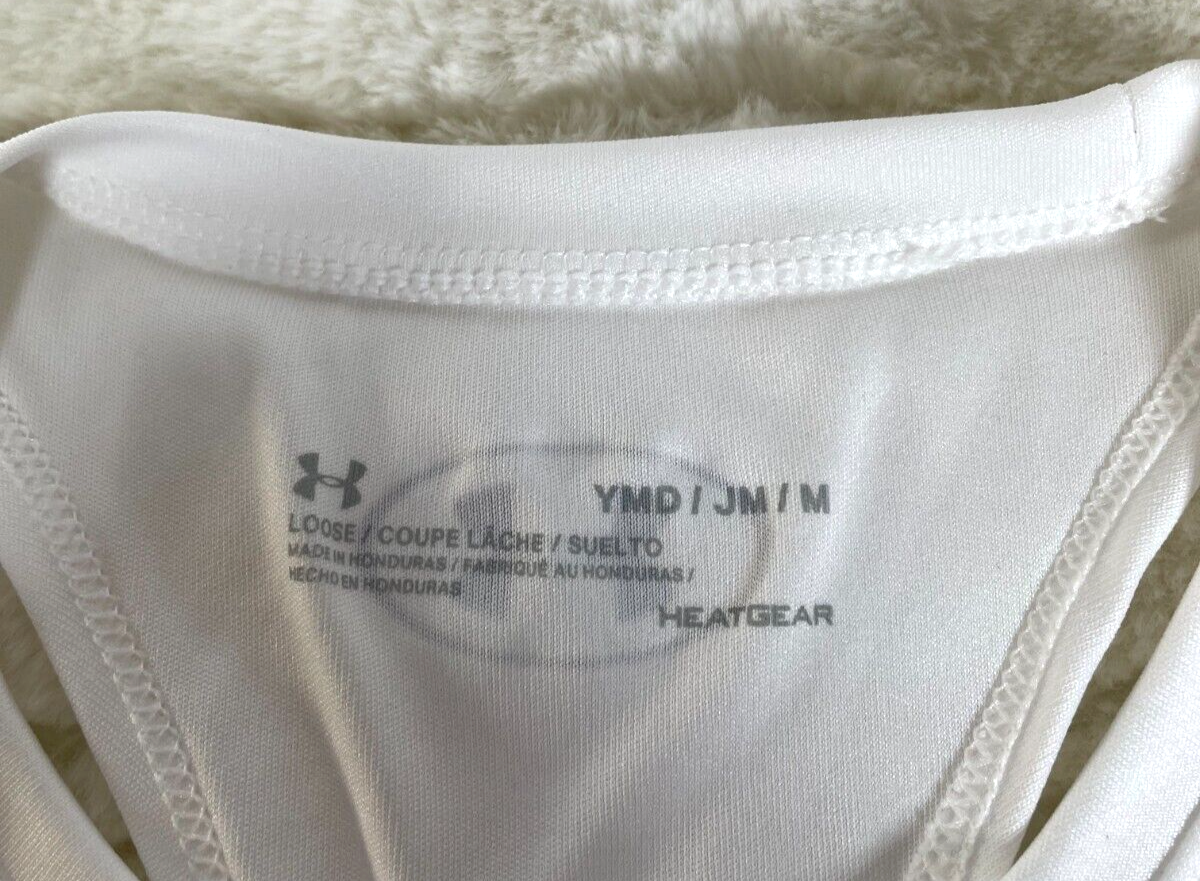 YMD / JM / M
LOOSE / COUPE LÂCHE / SUELTO
MADE IN HONDURAS / FABRIQUÉ AU HONDURAS /
HECHO EN HONDURAS
HEATGEAR